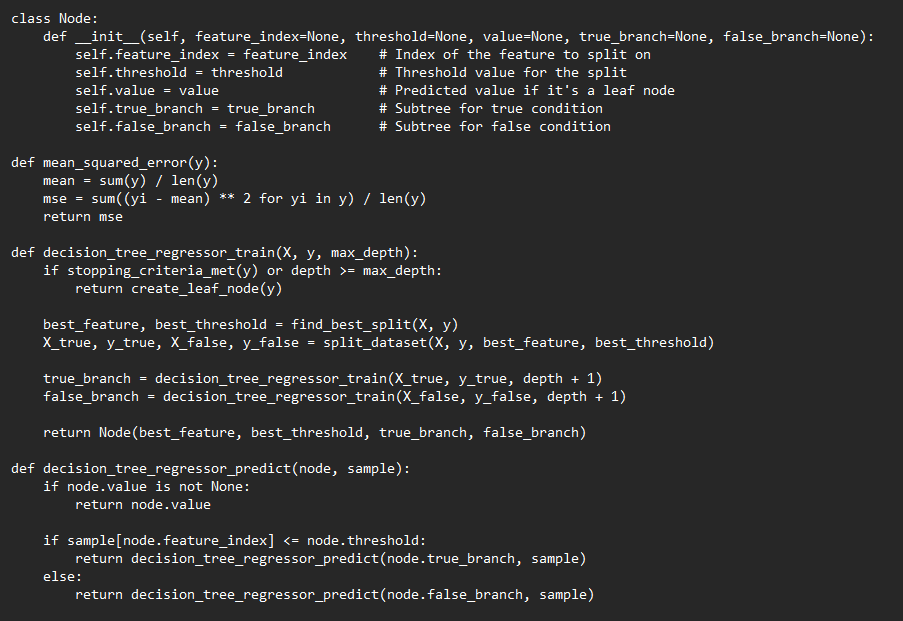 class Node:
    def __init__(self, feature_index=None, threshold=None, value=None, true_branch=None, false_branch=None):
        self.feature_index = feature_index    # Index of the feature to split on
        self.threshold = threshold            # Threshold value for the split
        self.value = value                    # Predicted value if it's a leaf node
        self.true_branch = true_branch        # Subtree for true condition
        self.false_branch = false_branch      # Subtree for false condition

def mean_squared_error(y):
    mean = sum(y) / len(y)
    mse = sum((yi - mean) ** 2 for yi in y) / len(y)
    return mse

def decision_tree_regressor_train(X, y, max_depth):
    if stopping_criteria_met(y) or depth >= max_depth:
        return create_leaf_node(y)

    best_feature, best_threshold = find_best_split(X, y)
    X_true, y_true, X_false, y_false = split_dataset(X, y, best_feature, best_threshold)

    true_branch = decision_tree_regressor_train(X_true, y_true, depth + 1)
    false_branch = decision_tree_regressor_train(X_false, y_false, depth + 1)

    return Node(best_feature, best_threshold, true_branch, false_branch)

def decision_tree_regressor_predict(node, sample):
    if node.value is not None:
        return node.value

    if sample[node.feature_index] <= node.threshold:
        return decision_tree_regressor_predict(node.true_branch, sample)
    else:
        return decision_tree_regressor_predict(node.false_branch, sample)